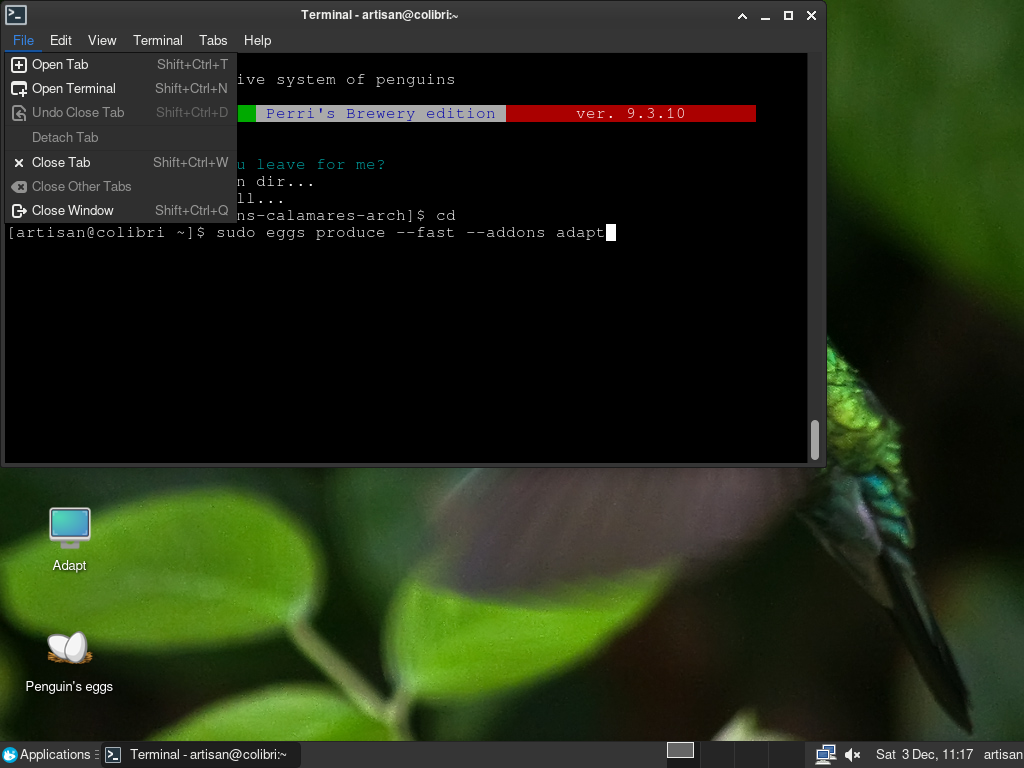 Terminal - artisan@colibri:~
File Edit View Terminal Tabs Help
Open Tab Shift+Ctrl+T
Open Terminal Shift+Ctrl+N
Undo Close Tab Shift+Ctrl+D
Detach Tab
Close Tab Shift+Ctrl+W
Close Other Tabs
Close Window Shift+Ctrl+Q
ive system of penguins
Perri's Brewery edition ver. 9.3.10
u leave for me?
n dir...
ll...
ns-calamares-arch]$ cd
[artisan@colibri ~]$ sudo eggs produce --fast --addons adapt
Adapt
Penguin's eggs
Applications Terminal - artisan@colibri:~ Sat 3 Dec, 11:17 artisan